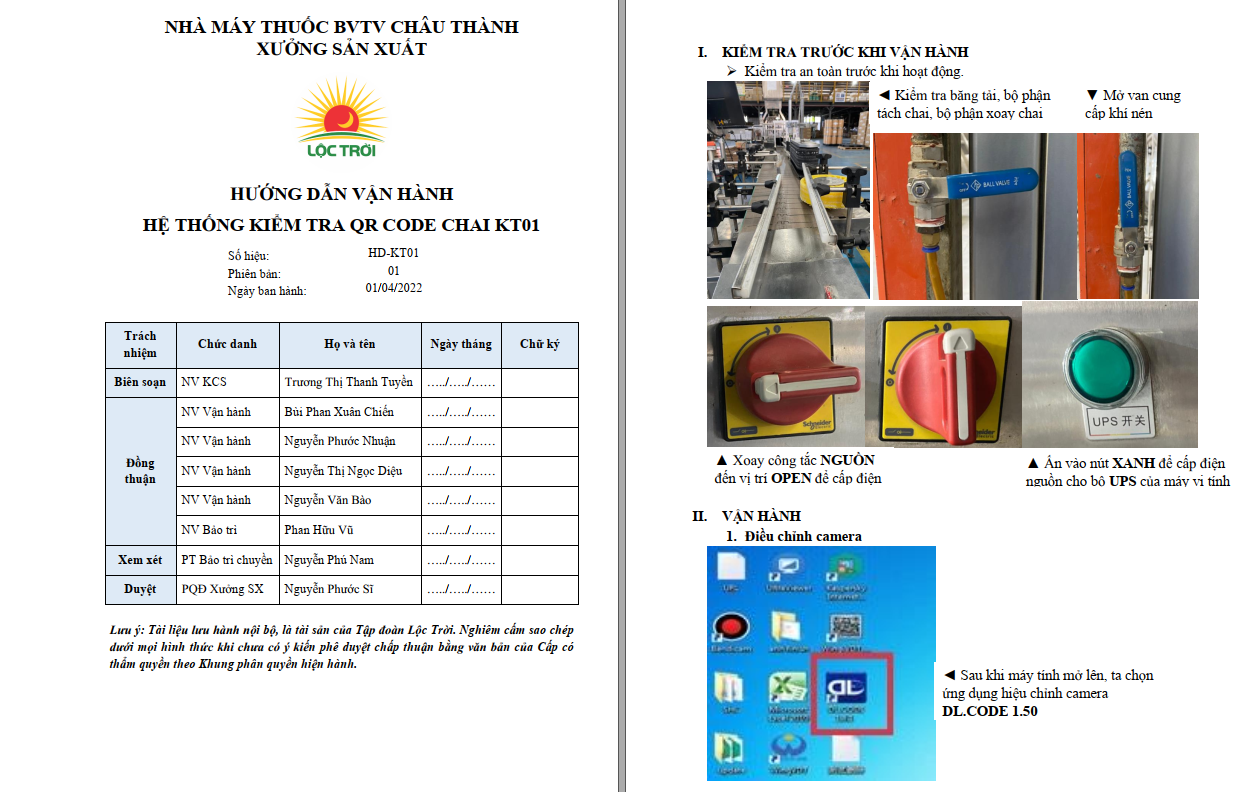 NHÀ MÁY THUỐC BVTV CHÂU THÀNH
XƯỞNG SẢN XUẤT
LỘC TRỜI
HƯỚNG DẪN VẬN HÀNH
HỆ THỐNG KIỂM TRA QR CODE CHAI KT01
Số hiệu: HD-KT01
Phiên bản: 01
Ngày ban hành: 01/04/2022
Trách nhiệm Chức danh Họ và tên Ngày tháng Chữ ký
Biên soạn NV KCS Trương Thị Thanh Tuyền …../…../……
Đồng thuận NV Vận hành Bùi Phan Xuân Chiến …../…../……
NV Vận hành Nguyễn Phước Nhuận …../…../……
NV Vận hành Nguyễn Thị Ngọc Diệu …../…../……
NV Vận hành Nguyễn Văn Bảo …../…../……
NV Bảo trì Phan Hữu Vũ …../…../……
Xem xét PT Bảo trì chuyền Nguyễn Phú Nam …../…../……
Duyệt PQĐ Xưởng SX Nguyễn Phước Sĩ …../…../……
Lưu ý: Tài liệu lưu hành nội bộ, là tài sản của Tập đoàn Lộc Trời. Nghiêm cấm sao chép
dưới mọi hình thức khi chưa có ý kiến phê duyệt chấp thuận bằng văn bản của Cấp có
thẩm quyền theo Khung phân quyền hiện hành.
I. KIỂM TRA TRƯỚC KHI VẬN HÀNH
➢ Kiểm tra an toàn trước khi hoạt động.
◄ Kiểm tra băng tải, bộ phận
tách chai, bộ phận xoay chai
▼ Mở van cung
cấp khí nén
BALL VALVE
BALL VALVE
Schneider
UPS 开关
▲ Xoay công tắc NGUỒN
đến vị trí OPEN để cấp điện
▲ Ấn vào nút XANH để cấp điện
nguồn cho bộ UPS của máy vi tính
II. VẬN HÀNH
1. Điều chỉnh camera
UltraViewer
Kaspersky
Bandicam
Microsoft
DL.CODE
Update
◄ Sau khi máy tính mở lên, ta chọn
ứng dụng hiệu chỉnh camera
DL.CODE 1.50